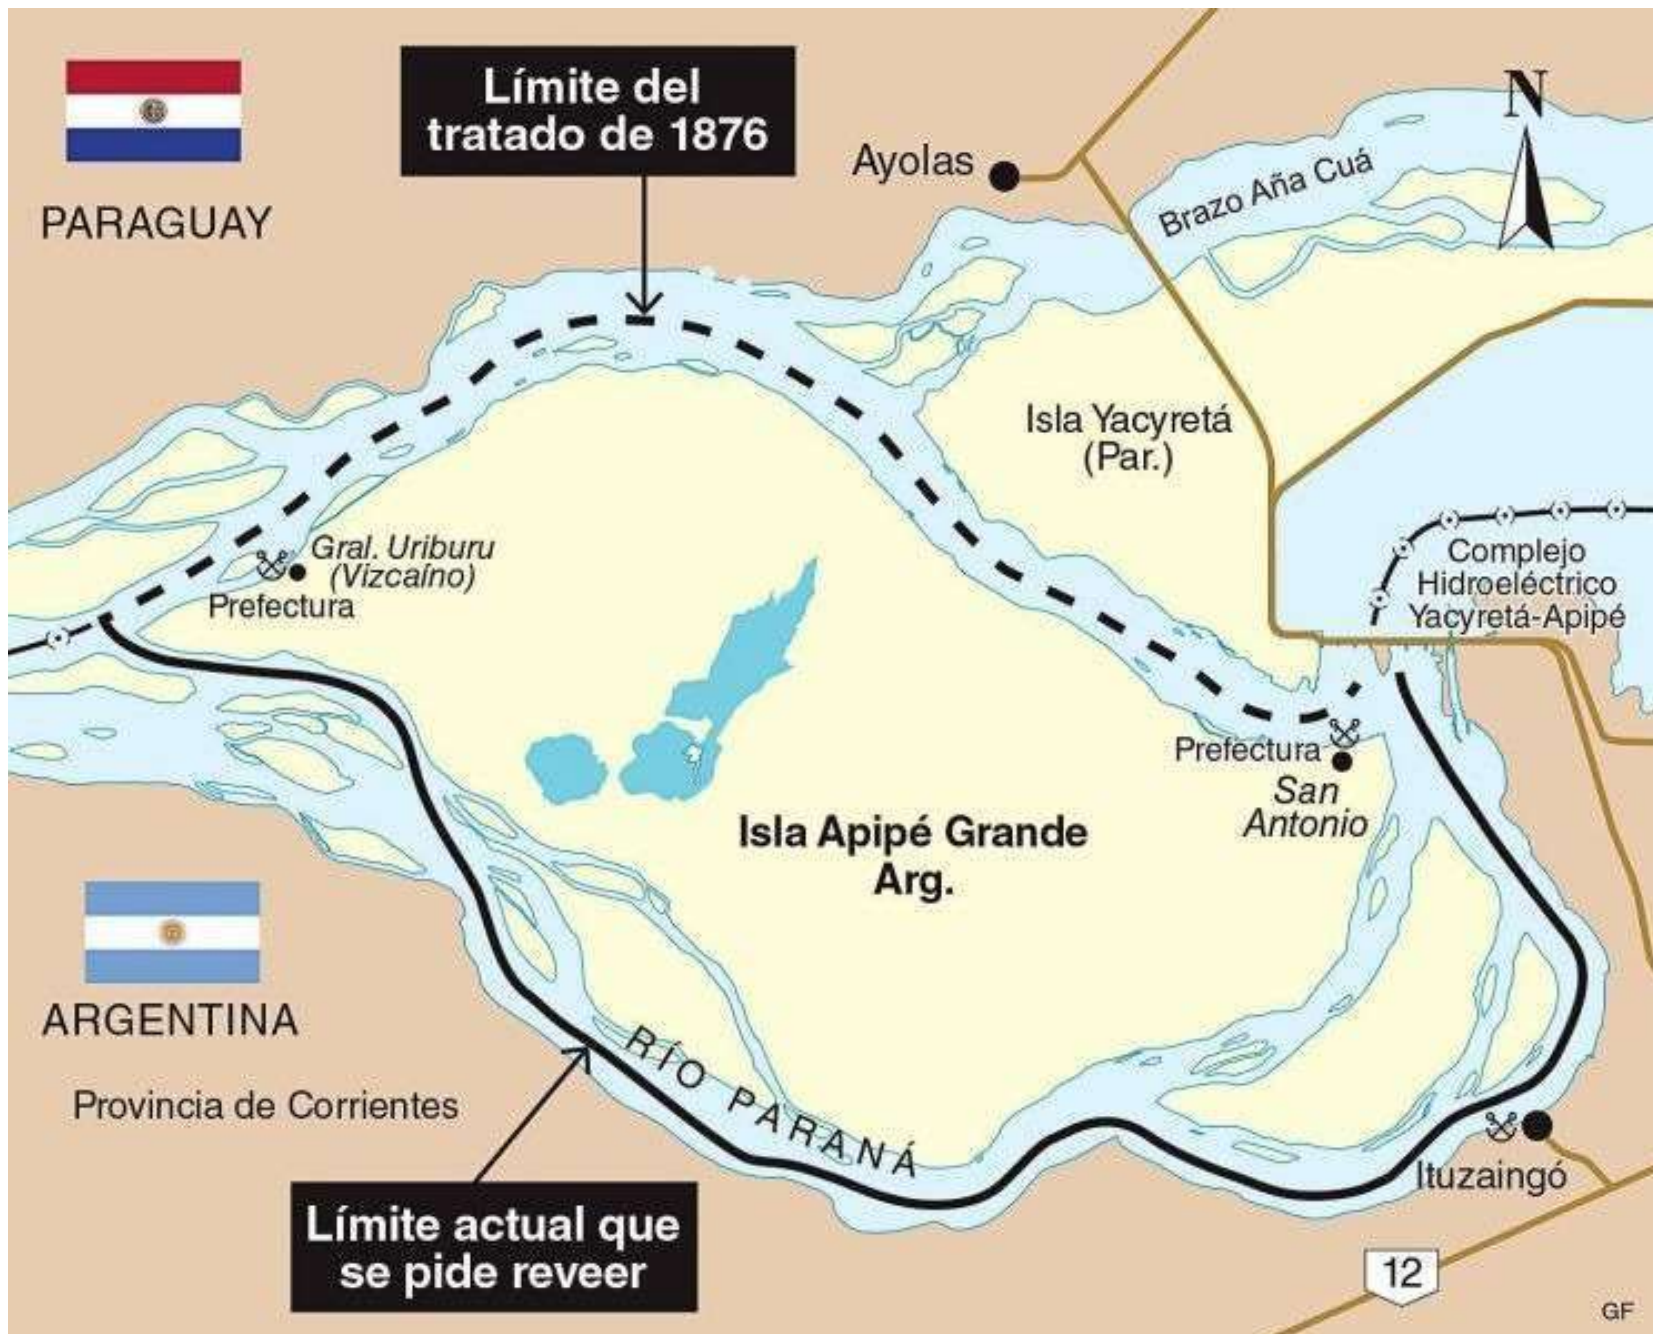 Límite del
tratado de 1876
N
Ayolas
Brazo Aña Cuá
PARAGUAY
Isla Yacyretá
(Par.)
Gral. Uriburu
(Vizcaíno)
Prefectura
Complejo
Hidroeléctrico
Yacyretá-Apipé
Prefectura
San
Antonio
Isla Apipé Grande
Arg.
ARGENTINA
Provincia de Corrientes
RÍO PARANÁ
Ituzaingó
Límite actual que
se pide reveer
12
GF